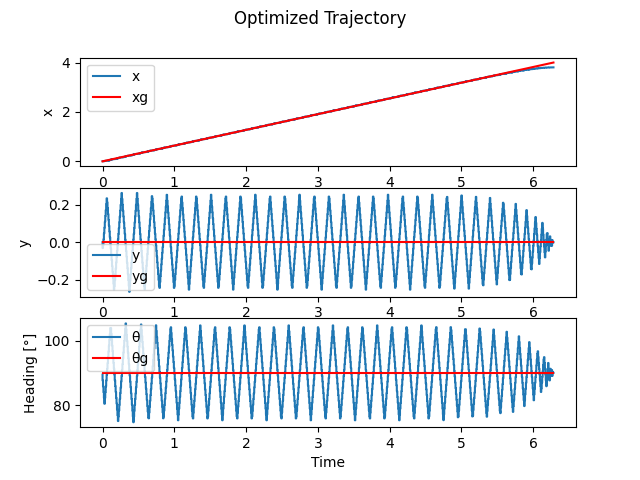 Optimized Trajectory
4
2
0
x
x
xg
0 1 2 3 4 5 6
0.2
0.0
−0.2
y
y
yg
0 1 2 3 4 5 6
100
80
Heading [°]
θ
θg
0 1 2 3 4 5 6
Time